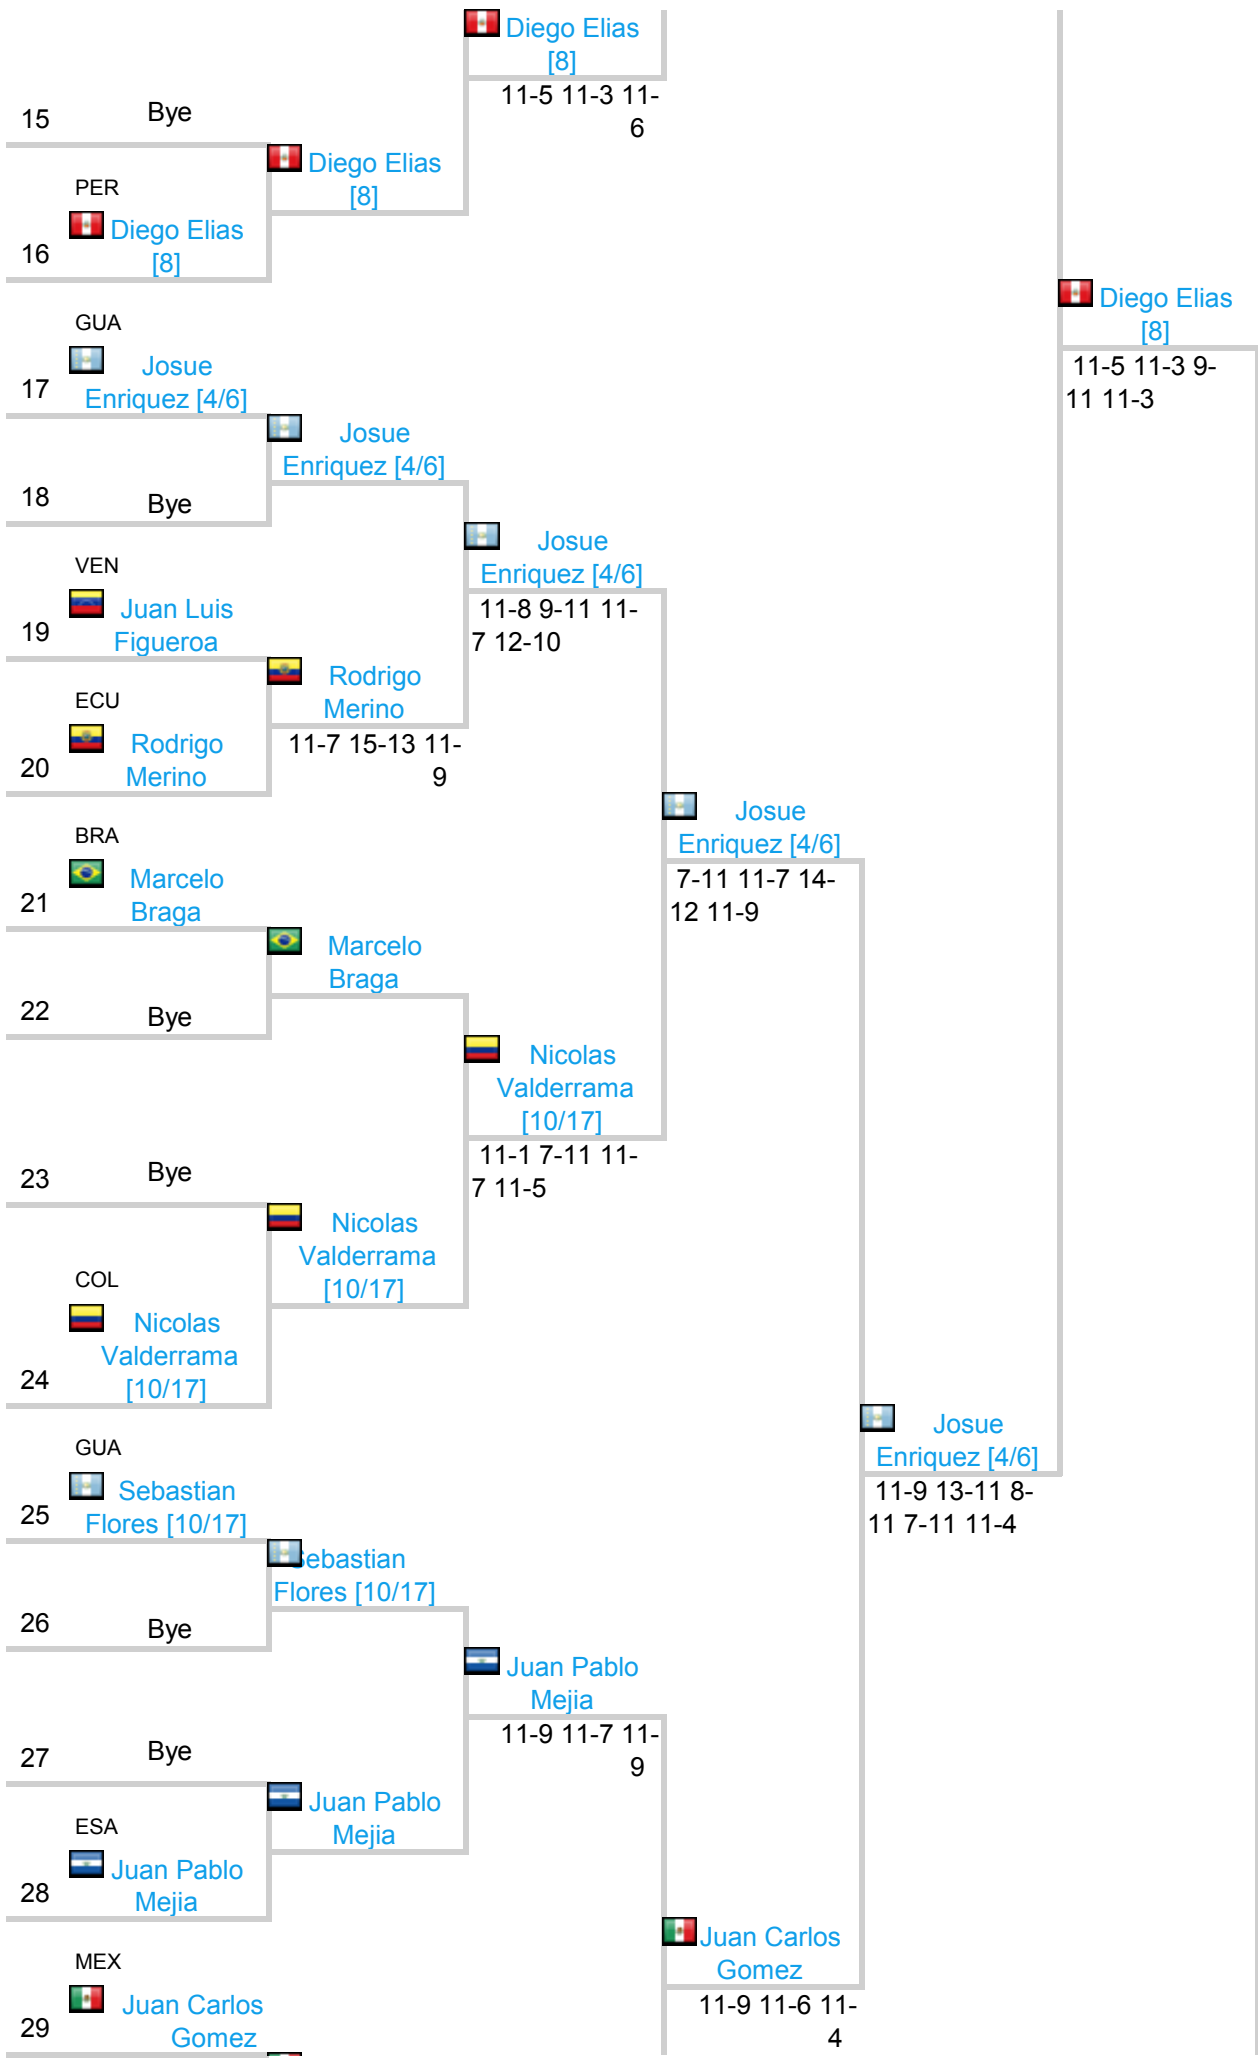 Diego Elias
[8]
11-5 11-3 11-
6
15
Bye
Diego Elias
[8]
PER
16
Diego Elias
[8]
Diego Elias
[8]
11-5 11-3 9-
11 11-3
GUA
17
Josue
Enriquez [4/6]
Josue
Enriquez [4/6]
18
Bye
Josue
Enriquez [4/6]
11-8 9-11 11-
7 12-10
VEN
19
Juan Luis
Figueroa
Rodrigo
Merino
11-7 15-13 11-
9
ECU
20
Rodrigo
Merino
Josue
Enriquez [4/6]
7-11 11-7 14-
12 11-9
BRA
21
Marcelo
Braga
Marcelo
Braga
22
Bye
Nicolas
Valderrama
[10/17]
11-1 7-11 11-
7 11-5
23
Bye
Nicolas
Valderrama
[10/17]
COL
24
Nicolas
Valderrama
[10/17]
Josue
Enriquez [4/6]
11-9 13-11 8-
11 7-11 11-4
GUA
25
Sebastian
Flores [10/17]
Sebastian
Flores [10/17]
26
Bye
Juan Pablo
Mejia
11-9 11-7 11-
9
27
Bye
Juan Pablo
Mejia
ESA
28
Juan Pablo
Mejia
Juan Carlos
Gomez
11-9 11-6 11-
4
MEX
29
Juan Carlos
Gomez